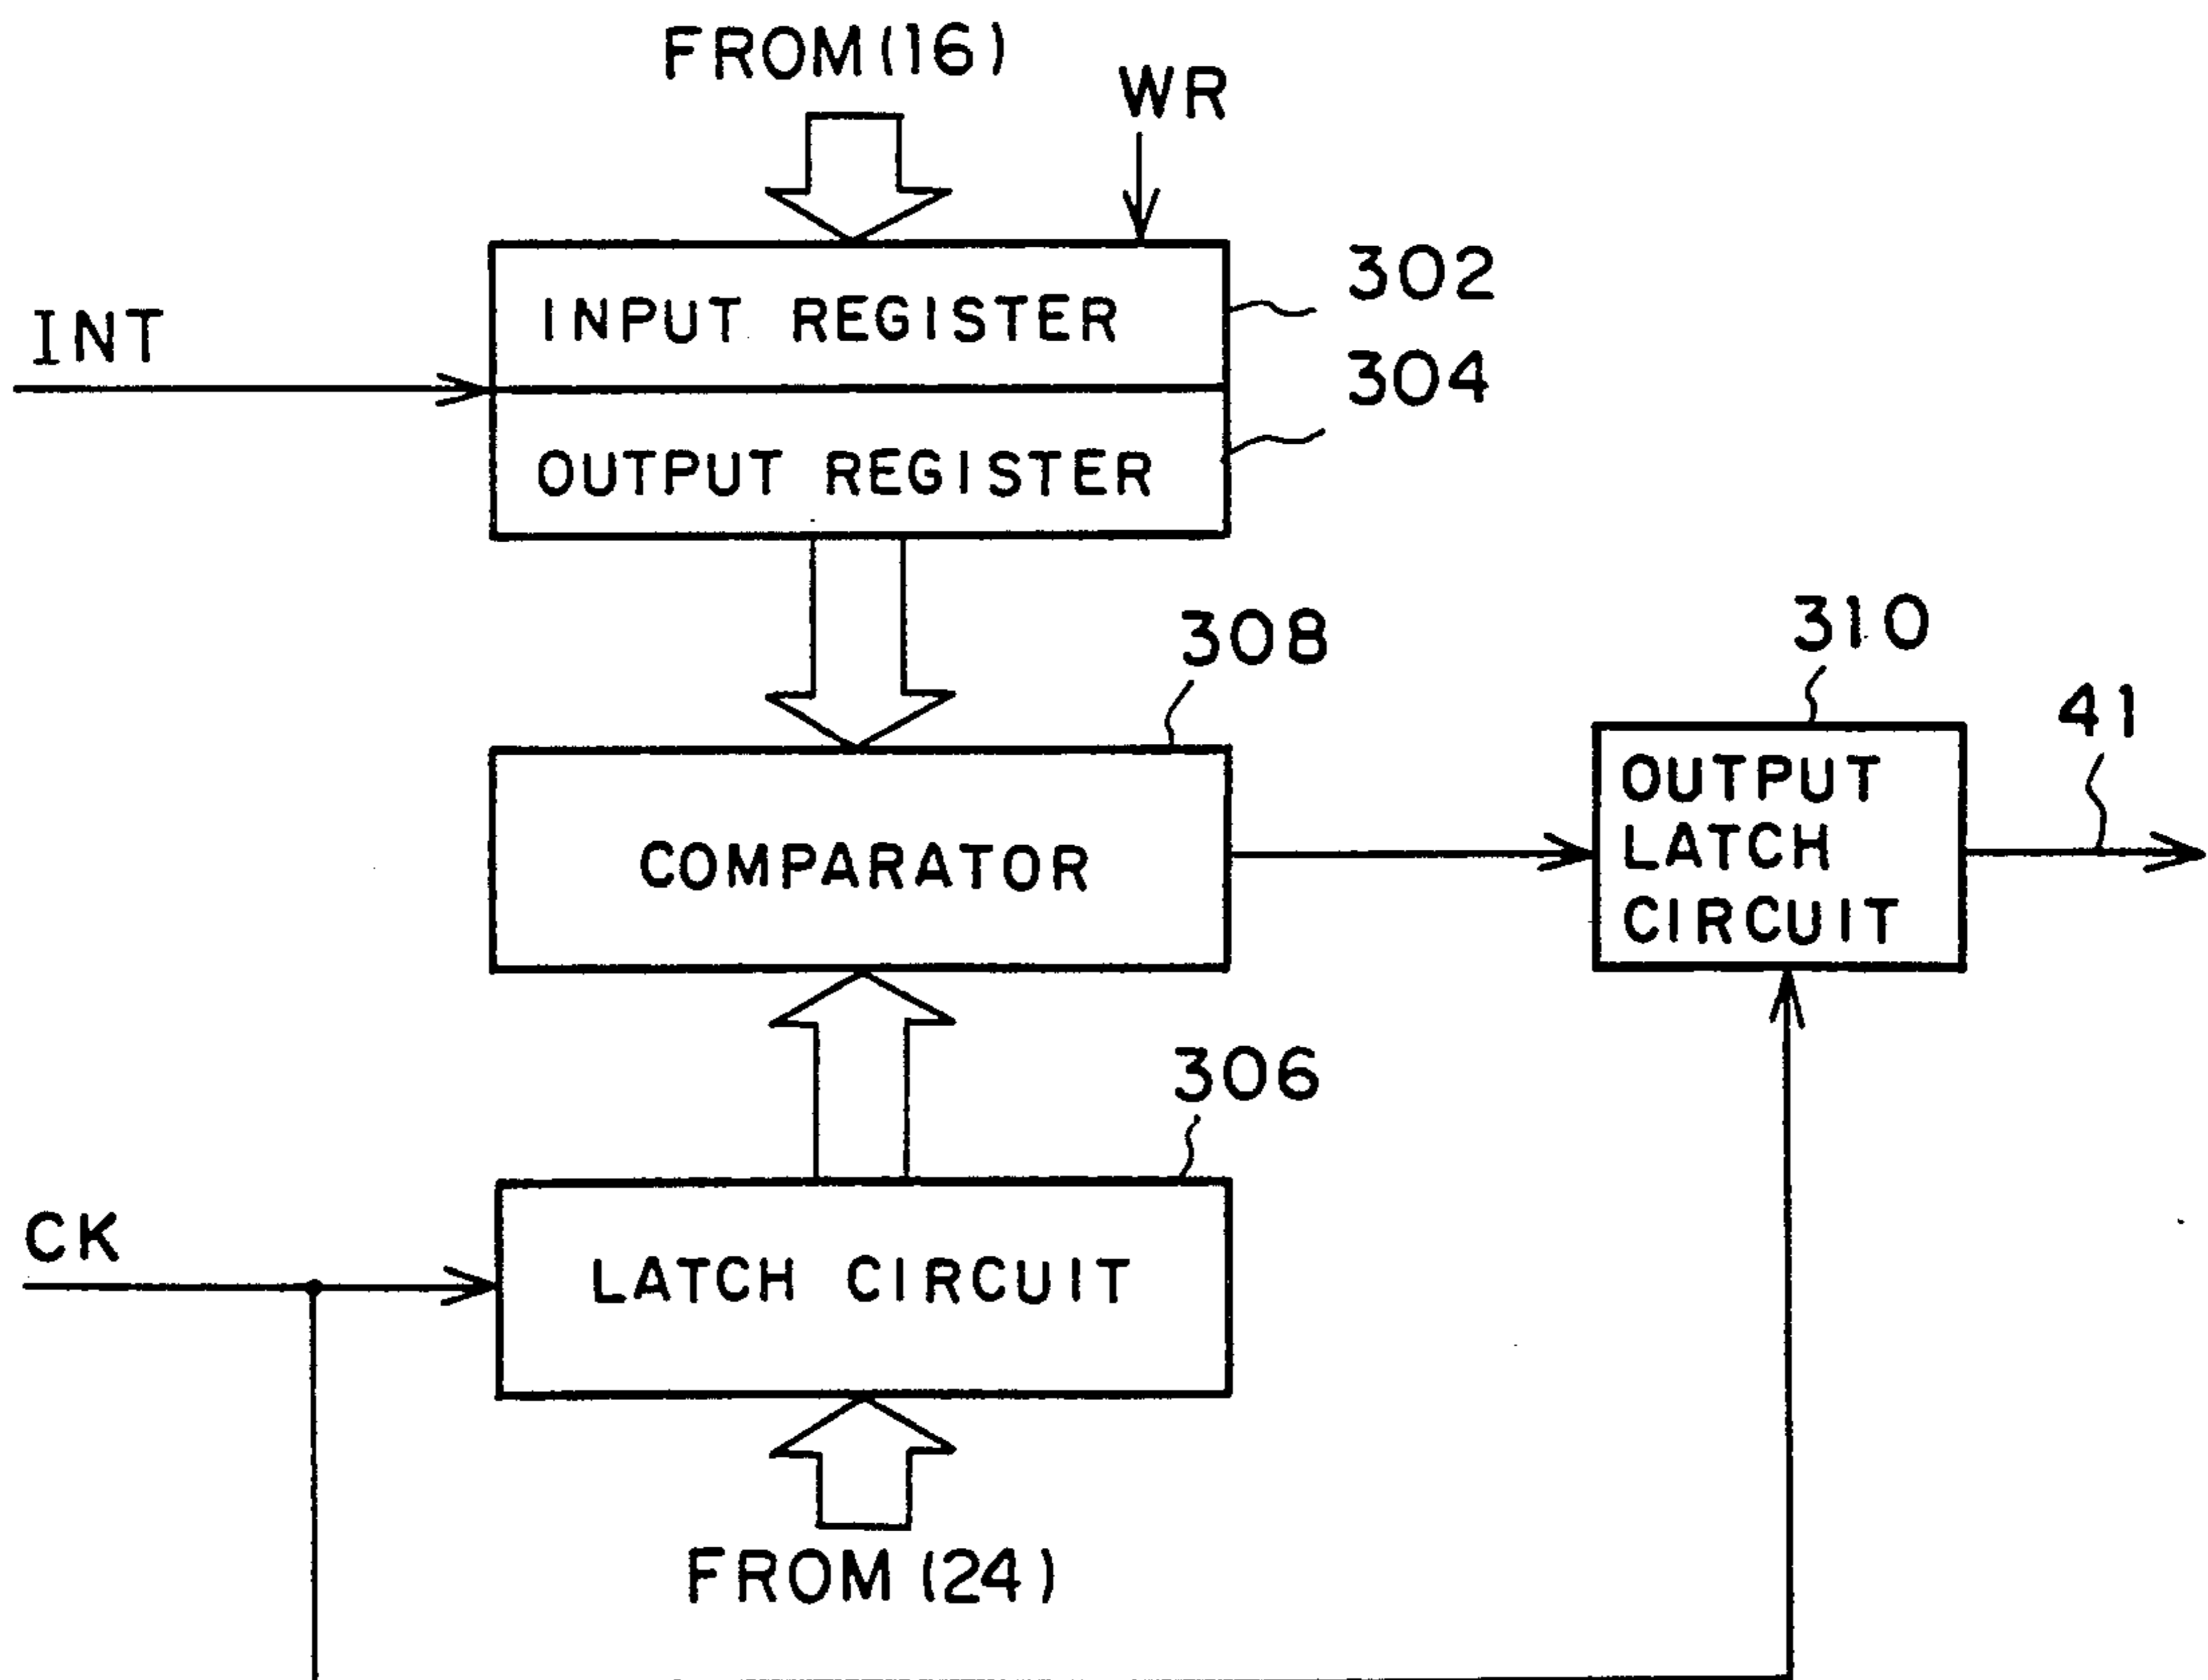 FROM(16)
WR
302
INPUT REGISTER
INT
304
OUTPUT REGISTER
308
310
41
COMPARATOR
OUTPUT
LATCH
CIRCUIT
306
CK
LATCH CIRCUIT
FROM (24)